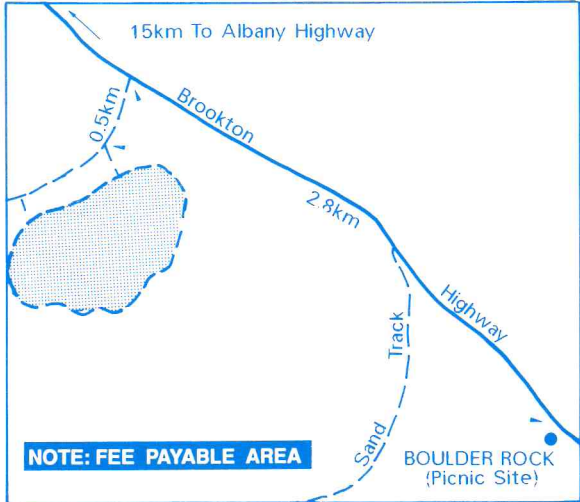 15km To Albany Highway
0.5km
Brookton
2.8km
Highway
Track
Sand
NOTE: FEE PAYABLE AREA
BOULDER ROCK
(Picnic Site)